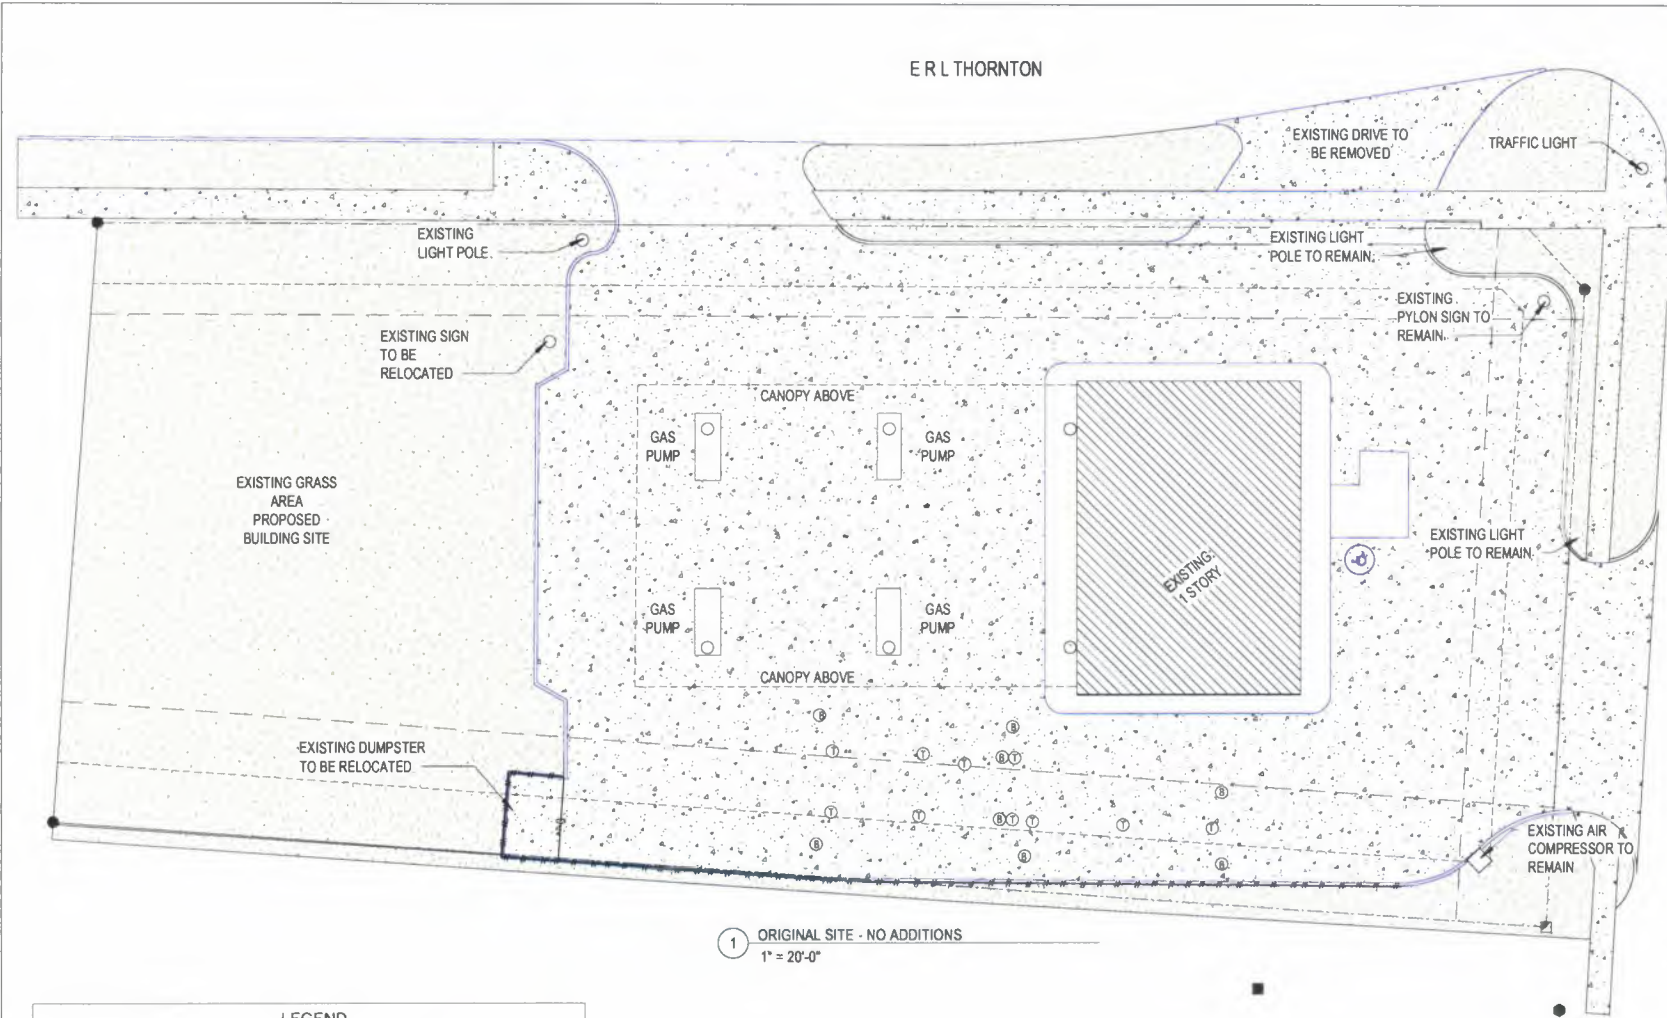 E R L THORNTON
EXISTING DRIVE TO
BE REMOVED
TRAFFIC LIGHT
EXISTING
LIGHT POLE
EXISTING LIGHT
POLE TO REMAIN
EXISTING
PYLON SIGN TO
REMAIN
EXISTING SIGN
TO BE
RELOCATED
CANOPY ABOVE
GAS
PUMP
GAS
PUMP
EXISTING GRASS
AREA
PROPOSED
BUILDING SITE
EXISTING LIGHT
POLE TO REMAIN
EXISTING
1 STORY
GAS
PUMP
GAS
PUMP
CANOPY ABOVE
B
B
T
T
T
B T
EXISTING DUMPSTER
TO BE RELOCATED
B
T
T
B T
T
T
T
B
B
B
EXISTING AIR
COMPRESSOR TO
REMAIN
1
ORIGINAL SITE - NO ADDITIONS
1" = 20'-0"
LEGEND